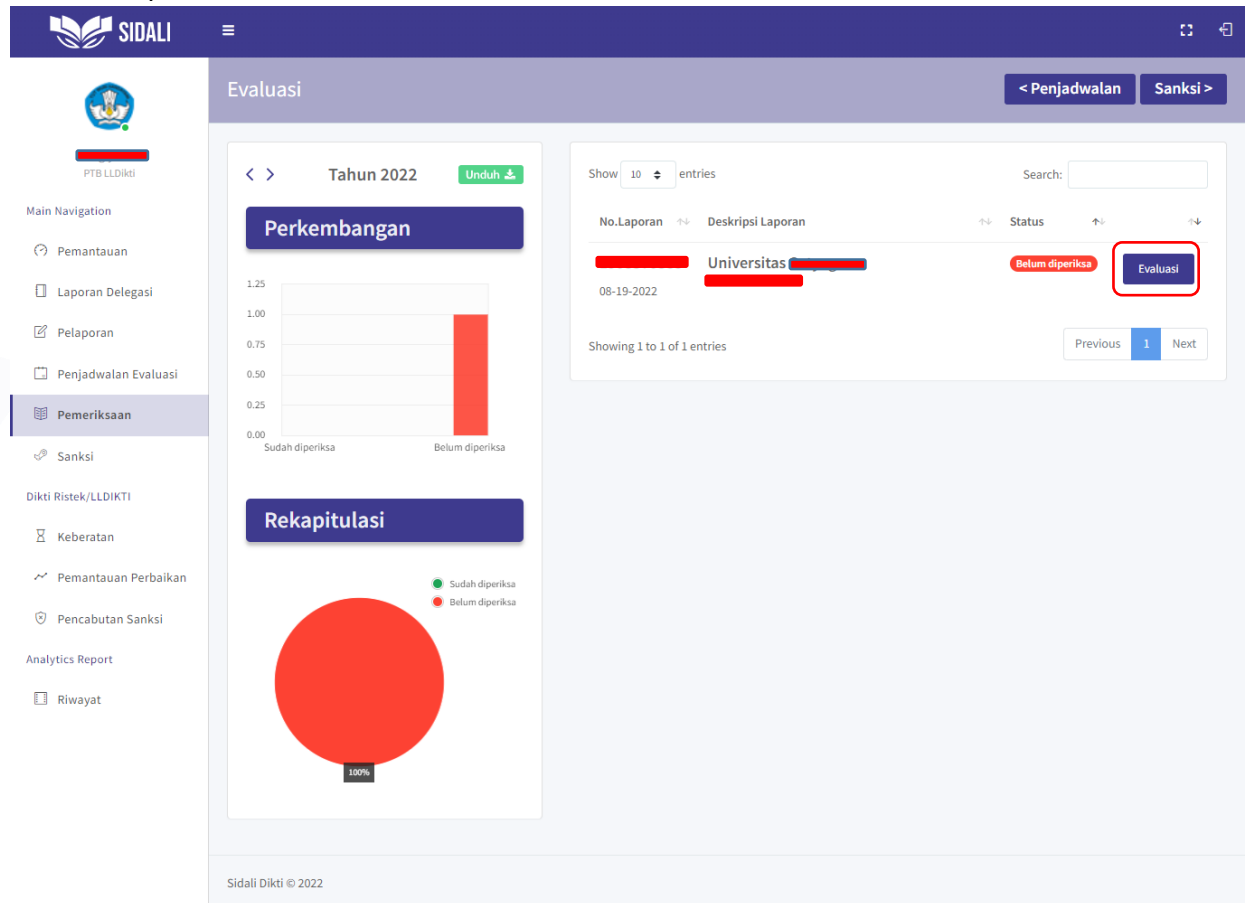 SIDALI
Evaluasi
< Penjadwalan
Sanksi >
PTB LLDikti
Main Navigation
Pemantauan
Laporan Delegasi
Pelaporan
Penjadwalan Evaluasi
Pemeriksaan
Sanksi
Dikti Ristek/LLDIKTI
Keberatan
Pemantauan Perbaikan
Pencabutan Sanksi
Analytics Report
Riwayat
Tahun 2022
Unduh
Perkembangan
1.25
1.00
0.75
0.50
0.25
0.00
Sudah diperiksa
Belum diperiksa
Rekapitulasi
Sudah diperiksa
Belum diperiksa
100%
Show 10 entries
Search:
No.Laporan
Deskripsi Laporan
Status
Universitas
Belum diperiksa
Evaluasi
08-19-2022
Showing 1 to 1 of 1 entries
Previous 1 Next
Sidali Dikti © 2022